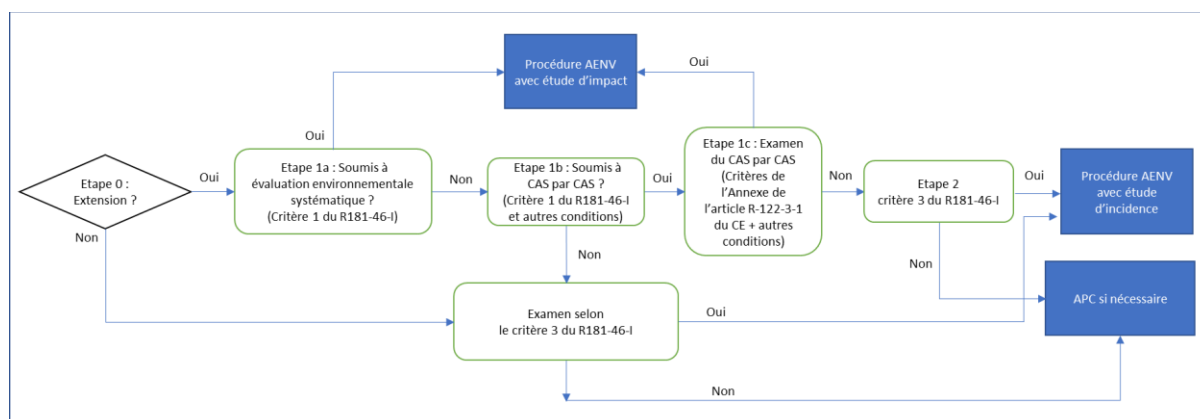 Procédure AENV
avec étude d'impact
Oui
Oui
Etape 0 :
Extension ?
Oui
Etape 1a : Soumis à
évaluation environnementale
systématique ?
(Critère 1 du R181-46-I)
Non
Etape 1b : Soumis à
CAS par CAS ?
(Critère 1 du R181-46-I
et autres conditions)
Oui
Etape 1c : Examen
du CAS par CAS
(Critères de
l'Annexe de
l'article R-122-3-1
du CE + autres
conditions)
Non
Etape 2
critère 3 du R181-46-I
Oui
Procédure AENV
avec étude
d'incidence
Non
Non
Non
Examen selon
le critère 3 du R181-46-I
Oui
APC si nécessaire
Non